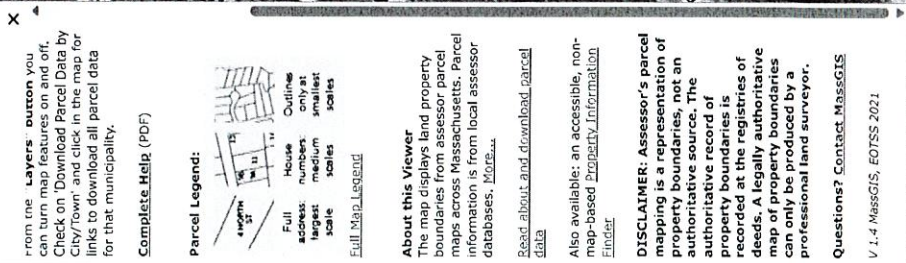 From the 'Layers' button you
can turn map features on and off.
Check on 'Download Parcel Data by
City/Town' and click in the map for
links to download all parcel data
for that municipality.
Complete Help (PDF)
Parcel Legend:
4 NORTH
ST
Full
address:
largest
scale
House
numbers:
medium
scales
Outlines
only at
smallest
scales
Full Map Legend
About this Viewer
The map displays land property
boundaries from assessor parcel
maps across Massachusetts. Parcel
information is from local assessor
databases. More...
Read about and download parcel
data
Also available: an accessible, non-
map-based Property Information
Finder
DISCLAIMER: Assessor's parcel
mapping is a representation of
property boundaries, not an
authoritative source. The
authoritative record of
property boundaries is
recorded at the registries of
deeds. A legally authoritative
map of property boundaries
can only be produced by a
professional land surveyor.
Questions? Contact MassGIS
V 1.4 MassGIS, EOTSS 2021